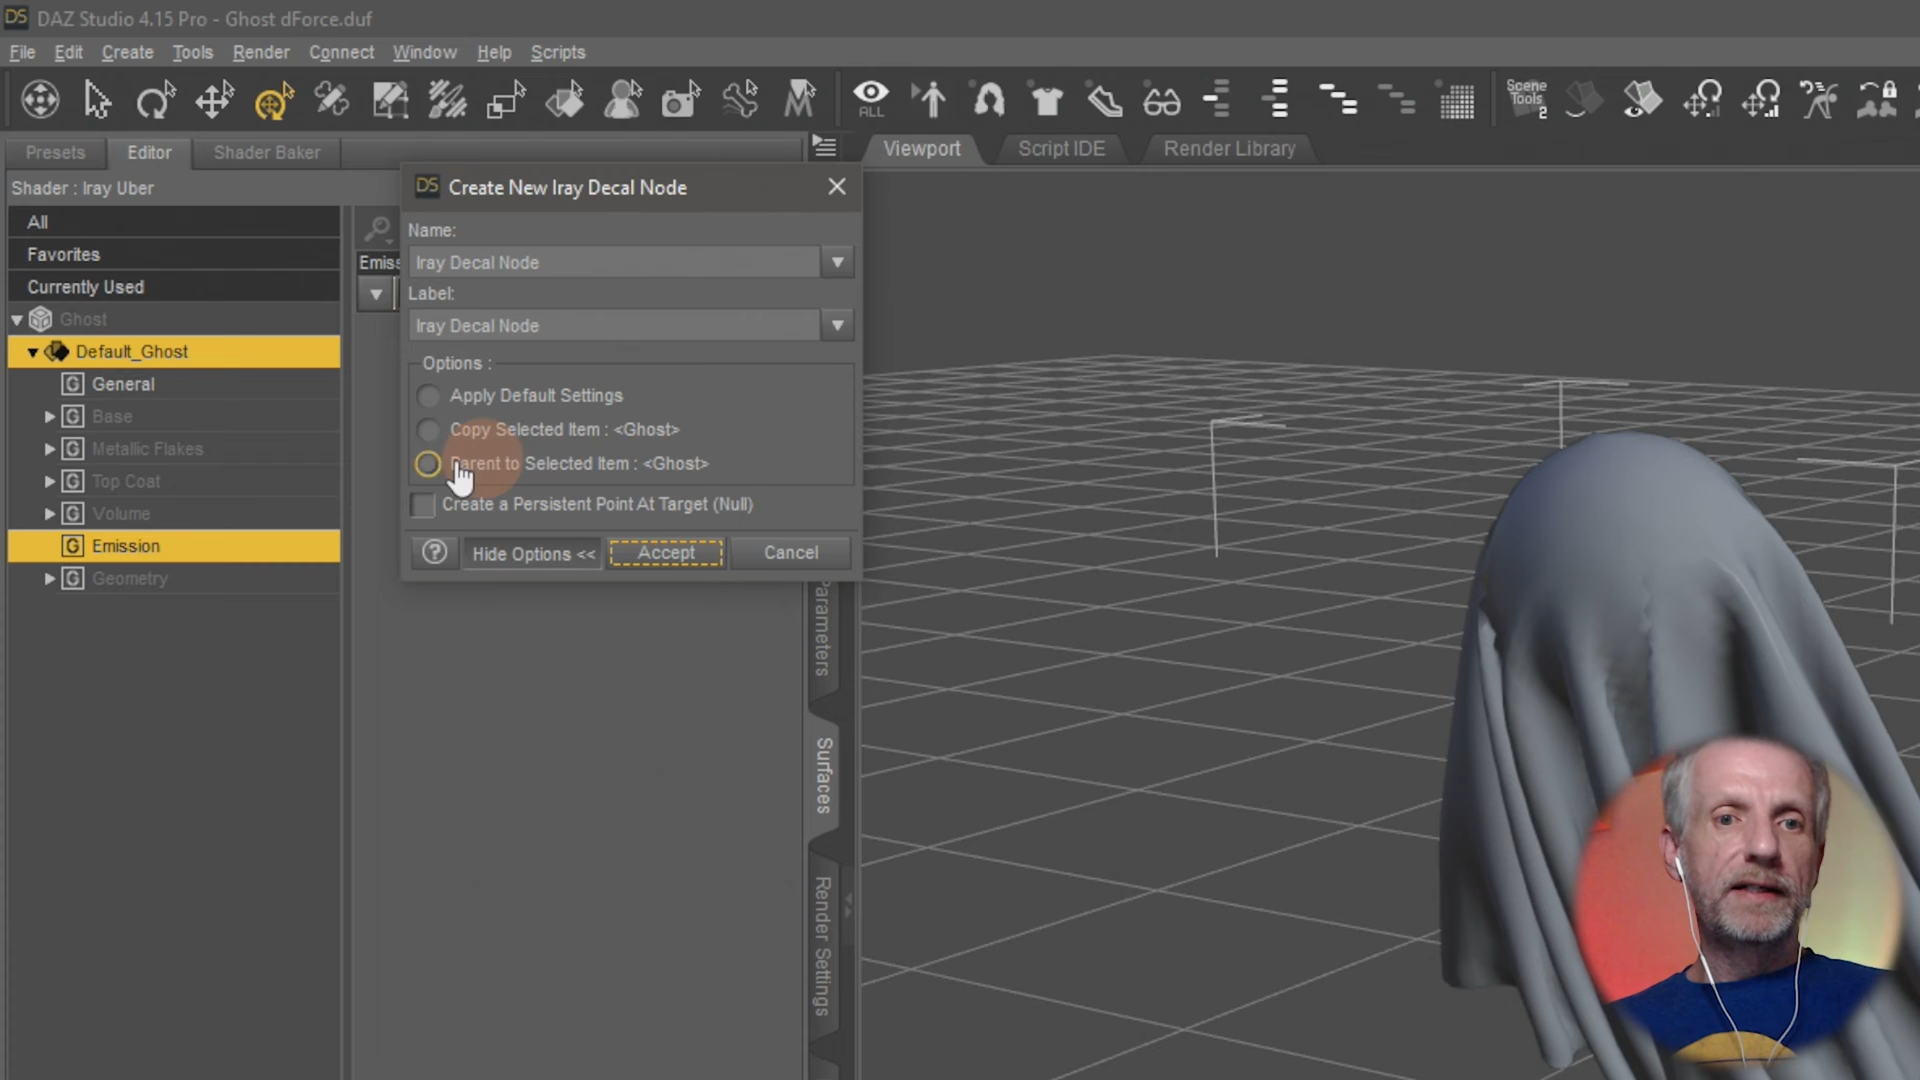 DS DAZ Studio 4.15 Pro - Ghost dForce.duf
File Edit Create Tools Render Connect Window Help Scripts
ALL
Scene
Tools
2
Presets Editor Shader Baker
Viewport Script IDE Render Library
Shader : Iray Uber
All
Favorites
Currently Used
Ghost
Default_Ghost
G General
G Base
G Metallic Flakes
G Top Coat
G Volume
G Emission
G Geometry
Emiss
DS Create New Iray Decal Node
Name:
Iray Decal Node
Label:
Iray Decal Node
Options :
Apply Default Settings
Copy Selected Item : <Ghost>
Parent to Selected Item : <Ghost>
Create a Persistent Point At Target (Null)
? Hide Options << Accept Cancel
Parameters
Surfaces
Render Settings